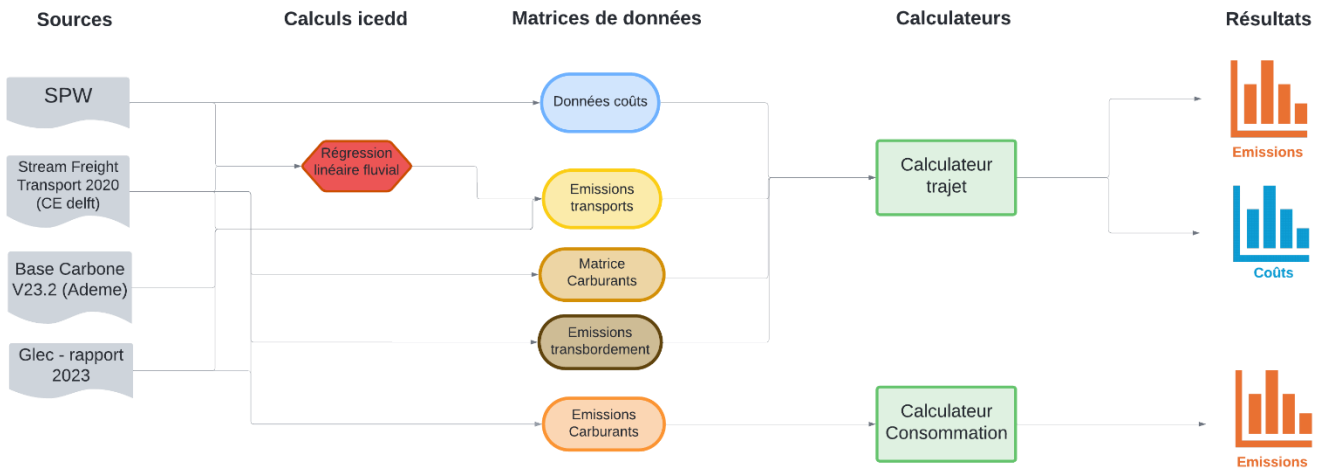 Sources
Calculs icedd
Matrices de données
Calculateurs
Résultats
SPW
Stream Freight
Transport 2020
(CE delft)
Base Carbone
V23.2 (Ademe)
Glec - rapport
2023
Régression
linéaire fluvial
Données coûts
Emissions
transports
Matrice
Carburants
Emissions
transbordement
Emissions
Carburants
Calculateur
trajet
Calculateur
Consommation
Emissions
Coûts
Emissions